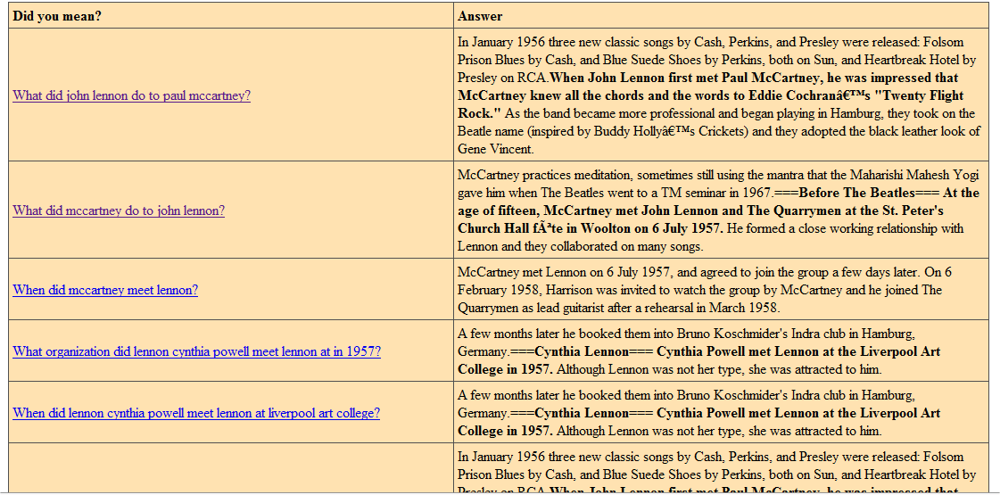 Did you mean?
Answer
What did john lennon do to paul mccartney?
In January 1956 three new classic songs by Cash, Perkins, and Presley were released: Folsom
Prison Blues by Cash, and Blue Suede Shoes by Perkins, both on Sun, and Heartbreak Hotel by
Presley on RCA.When John Lennon first met Paul McCartney, he was impressed that
McCartney knew all the chords and the words to Eddie Cochranâ€™s "Twenty Flight
Rock." As the band became more professional and began playing in Hamburg, they took on the
Beatle name (inspired by Buddy Hollyâ€™s Crickets) and they adopted the black leather look of
Gene Vincent.
What did mccartney do to john lennon?
McCartney practices meditation, sometimes still using the mantra that the Maharishi Mahesh Yogi
gave him when The Beatles went to a TM seminar in 1967.===Before The Beatles=== At the
age of fifteen, McCartney met John Lennon and The Quarrymen at the St. Peter's
Church Hall fÃªte in Woolton on 6 July 1957. He formed a close working relationship with
Lennon and they collaborated on many songs.
When did mccartney meet lennon?
McCartney met Lennon on 6 July 1957, and agreed to join the group a few days later. On 6
February 1958, Harrison was invited to watch the group by McCartney and he joined The
Quarrymen as lead guitarist after a rehearsal in March 1958.
What organization did lennon cynthia powell meet lennon at in 1957?
A few months later he booked them into Bruno Koschmider's Indra club in Hamburg,
Germany.===Cynthia Lennon=== Cynthia Powell met Lennon at the Liverpool Art
College in 1957. Although Lennon was not her type, she was attracted to him.
When did lennon cynthia powell meet lennon at liverpool art college?
A few months later he booked them into Bruno Koschmider's Indra club in Hamburg,
Germany.===Cynthia Lennon=== Cynthia Powell met Lennon at the Liverpool Art
College in 1957. Although Lennon was not her type, she was attracted to him.
In January 1956 three new classic songs by Cash, Perkins, and Presley were released: Folsom
Prison Blues by Cash, and Blue Suede Shoes by Perkins, both on Sun, and Heartbreak Hotel by
Presley on RCA.When John Lennon first met Paul McCartney, he was impressed that